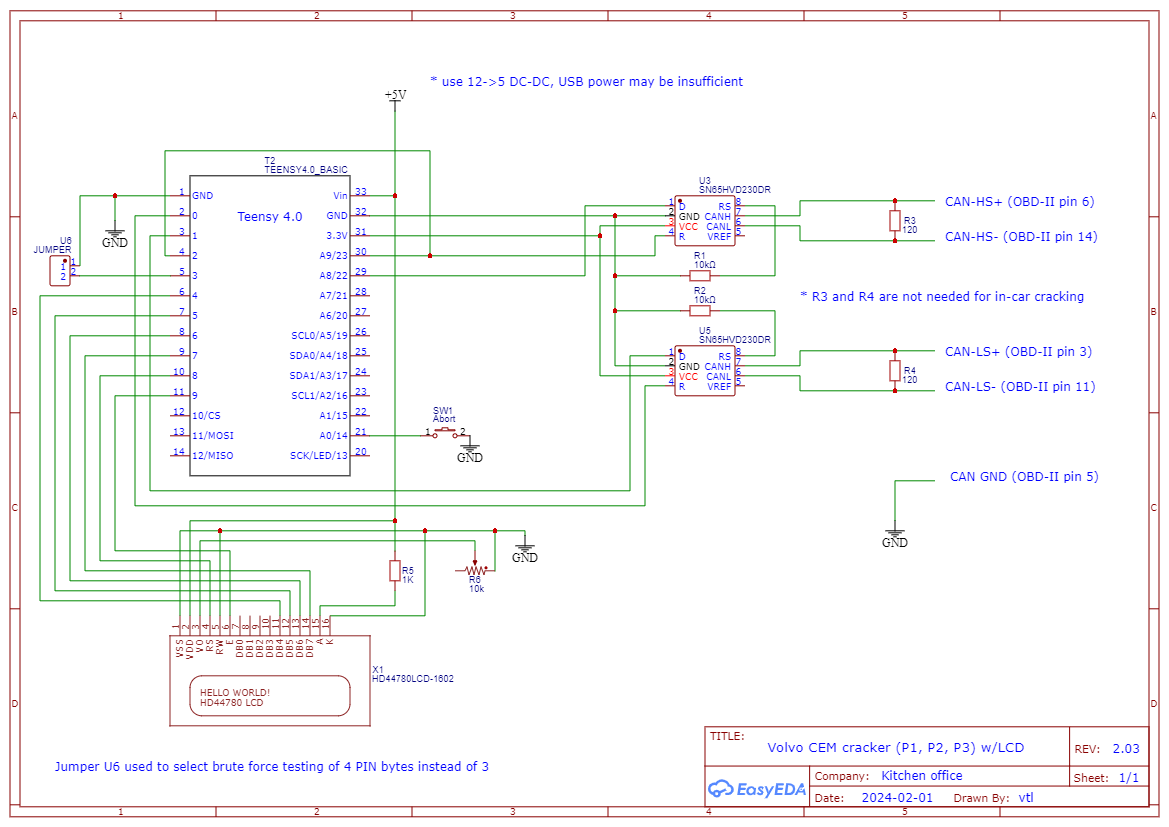 1 2 3 4 5
A A
B B
C C
D D
1 2 3 4 5
* use 12->5 DC-DC, USB power may be insufficient
+5V
T2
TEENSY4.0_BASIC
Teensy 4.0
1 GND
2 0
3 1
4 2
5 3
6 4
7 5
8 6
9 7
10 8
11 9
12 10/CS
13 11/MOSI
14 12/MISO
Vin 33
GND 32
3.3V 31
A9/23 30
A8/22 29
A7/21 28
A6/20 27
SCL0/A5/19 26
SDA0/A4/18 25
SDA1/A3/17 24
SCL1/A2/16 23
A1/15 22
A0/14 21
SCK/LED/13 20
GND
U6
JUMPER
1 1
2 2
SW1
Abort
1 2
GND
U3
SN65HVD230DR
1 D RS 8
2 GND CANH 7
3 VCC CANL 6
4 R VREF 5
R1
10kΩ
R2
10kΩ
U5
SN65HVD230DR
1 D RS 8
2 GND CANH 7
3 VCC CANL 6
4 R VREF 5
CAN-HS+ (OBD-II pin 6)
R3
120
CAN-HS- (OBD-II pin 14)
* R3 and R4 are not needed for in-car cracking
CAN-LS+ (OBD-II pin 3)
R4
120
CAN-LS- (OBD-II pin 11)
CAN GND (OBD-II pin 5)
GND
GND
R5
1K
R6
10k
1 2 3 4 5 6 7 8 9 10 11 12 13 14 15 16
VSS VDD VO RS RW E DB0 DB1 DB2 DB3 DB4 DB5 DB6 DB7 A K
X1
HD44780LCD-1602
HELLO WORLD!
HD44780 LCD
Jumper U6 used to select brute force testing of 4 PIN bytes instead of 3
TITLE:
Volvo CEM cracker (P1, P2, P3) w/LCD
REV: 2.03
EasyEDA
Company: Kitchen office
Sheet: 1/1
Date: 2024-02-01 Drawn By: vtl